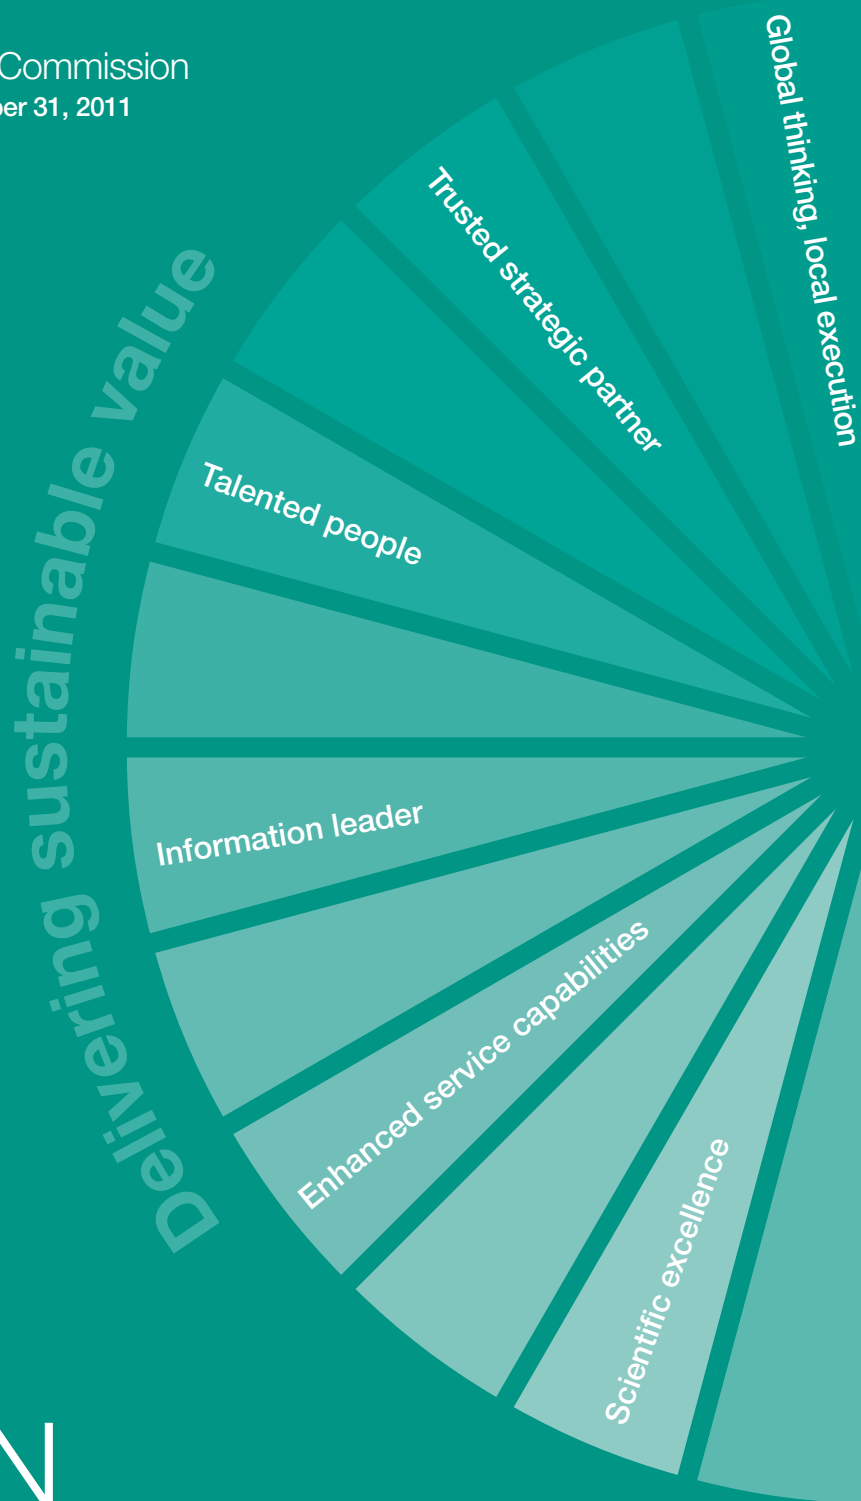 Commission
er 31, 2011
Global thinking, local execution
Trusted strategic partner
Talented people
Information leader
Enhanced service capabilities
Scientific excellence
Delivering sustainable value
N